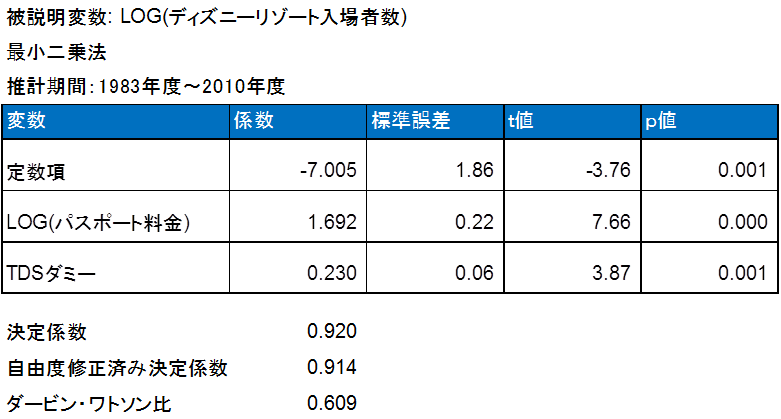 被説明変数: LOG(ディズニーリゾート入場者数)
最小二乗法
推計期間:1983年度～2010年度
変数 係数 標準誤差 t値 p値
定数項 -7.005 1.86 -3.76 0.001
LOG(パスポート料金) 1.692 0.22 7.66 0.000
TDSダミー 0.230 0.06 3.87 0.001
決定係数 0.920
自由度修正済み決定係数 0.914
ダービン・ワトソン比 0.609